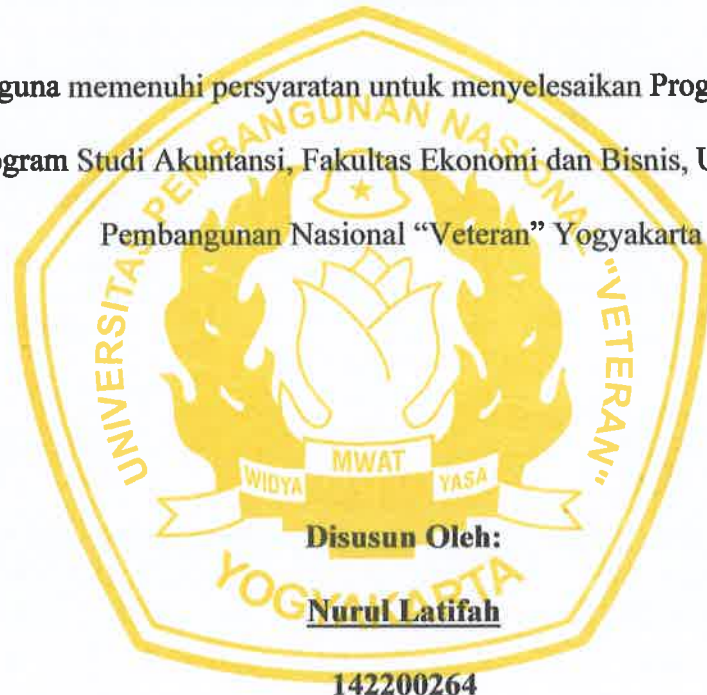 guna memenuhi persyaratan untuk menyelesaikan Prog
ogram Studi Akuntansi, Fakultas Ekonomi dan Bisnis, U
Pembangunan Nasional “Veteran” Yogyakarta
UNIVERSITAS PEMBANGUNAN NASIONAL "VETERAN"
WIDYA MWAT YASA
YOGYAKARTA
Disusun Oleh:
Nurul Latifah
142200264